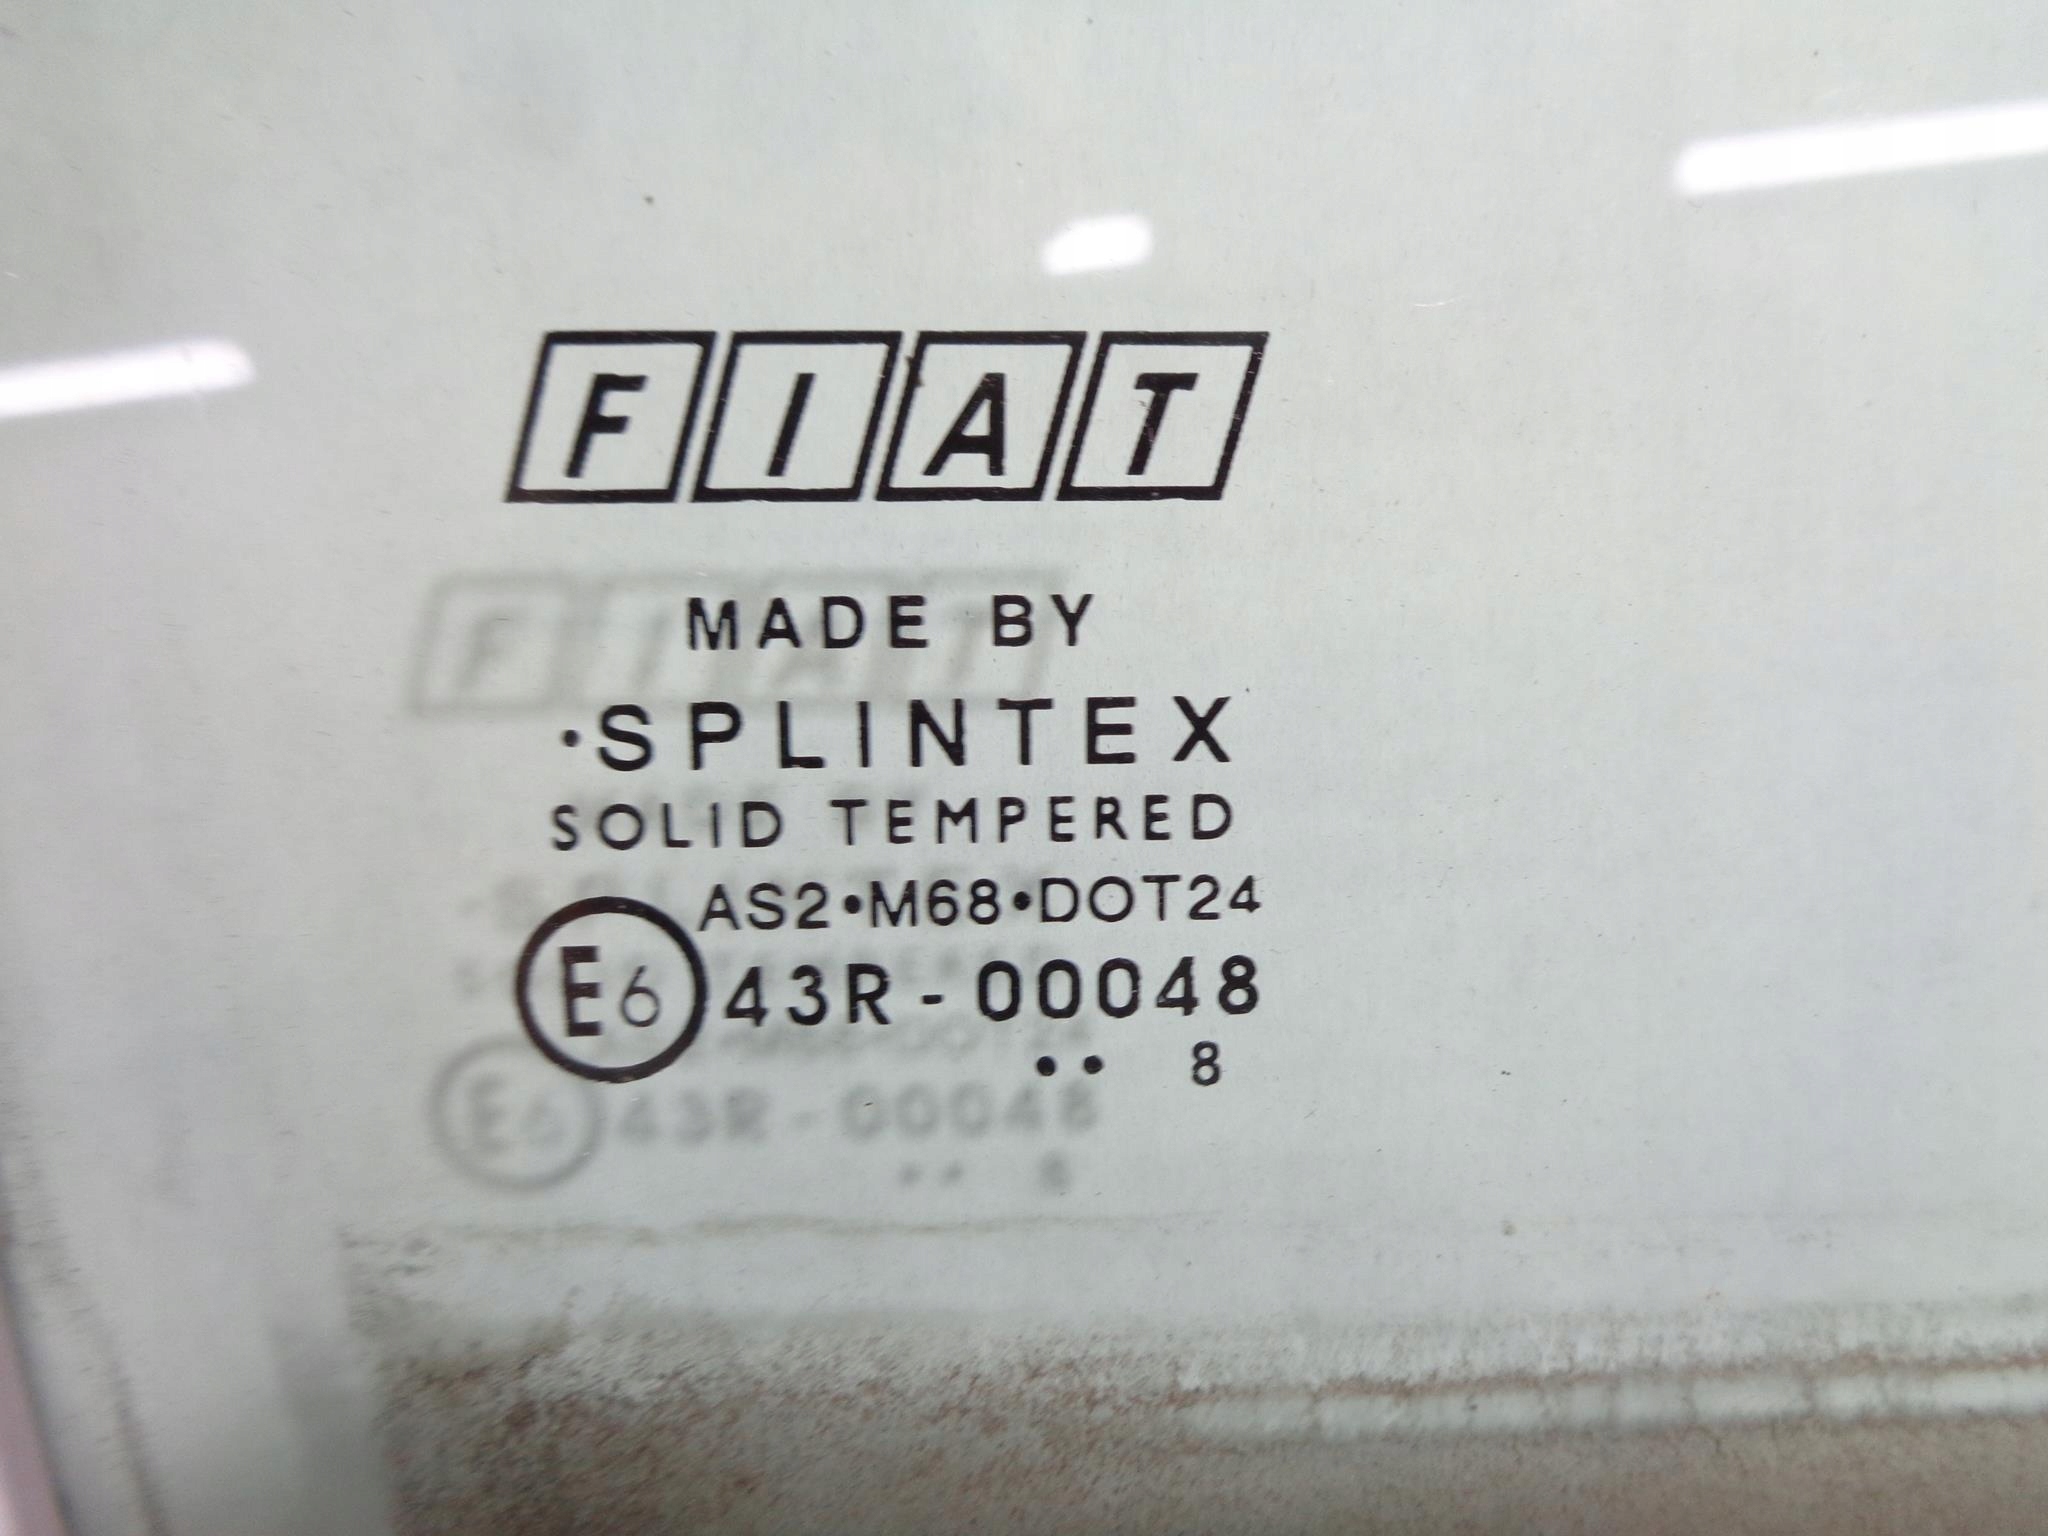 FIAT
MADE BY
·SPLINTEX
SOLID TEMPERED
AS2•M68•DOT24
E6 43R-00048
•• 8